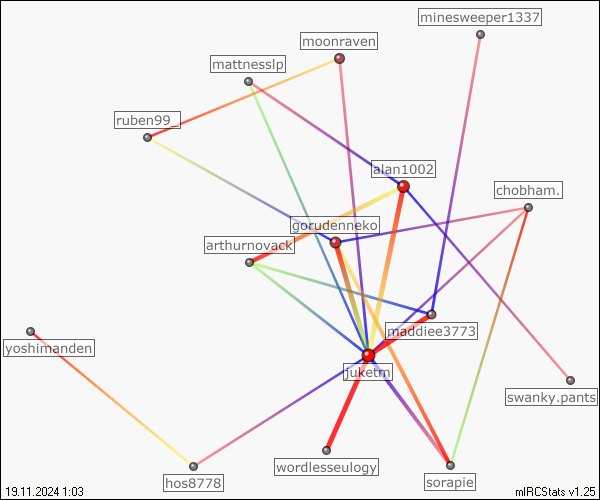 minesweeper1337
moonraven
mattnesslp
ruben99_
alan1002
chobham.
gorudenneko
arthurnovack
maddiee3773
yoshimanden
juketm
swanky.pants
wordlesseulogy
sorapie
hos8778
19.11.2024 1:03
mIRCStats v1.25